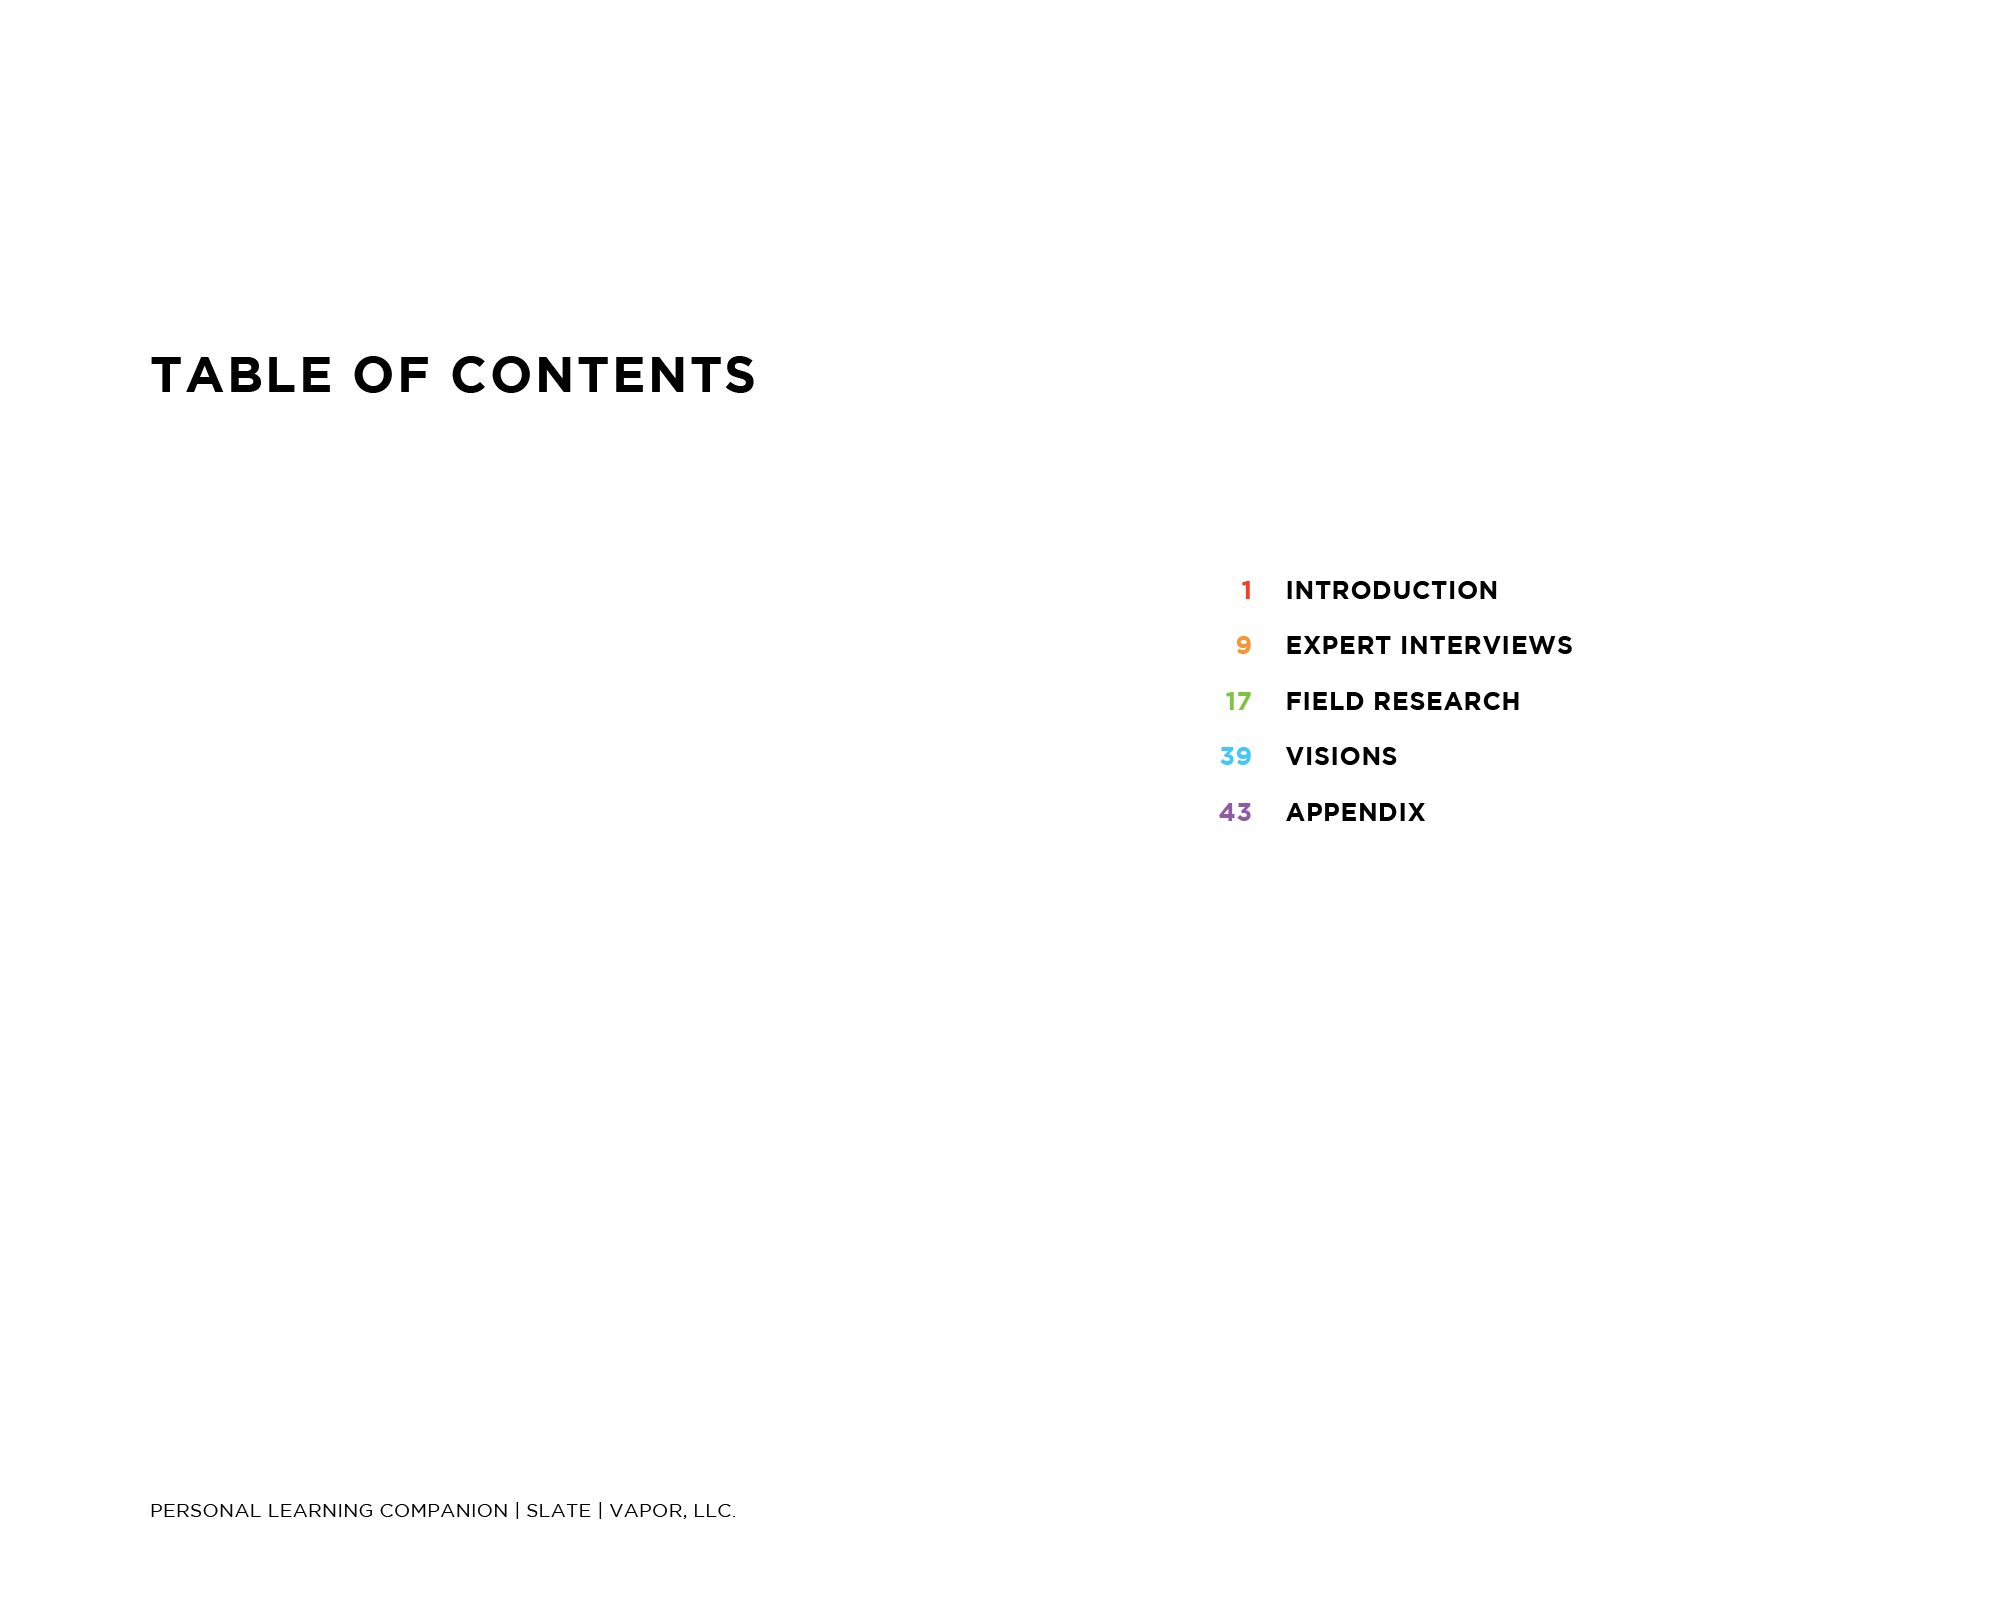 TABLE OF CONTENTS
1 INTRODUCTION
9 EXPERT INTERVIEWS
17 FIELD RESEARCH
39 VISIONS
43 APPENDIX
PERSONAL LEARNING COMPANION | SLATE | VAPOR, LLC.